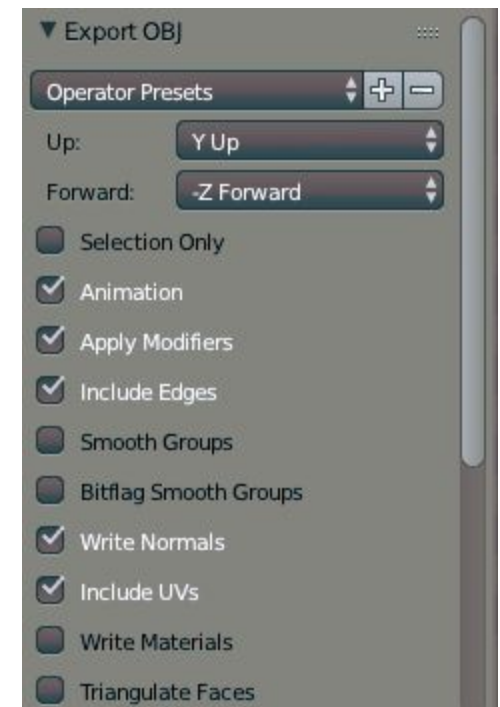 Export OBJ
Operator Presets
Up: Y Up
Forward: -Z Forward
Selection Only
Animation
Apply Modifiers
Include Edges
Smooth Groups
Bitflag Smooth Groups
Write Normals
Include UVs
Write Materials
Triangulate Faces